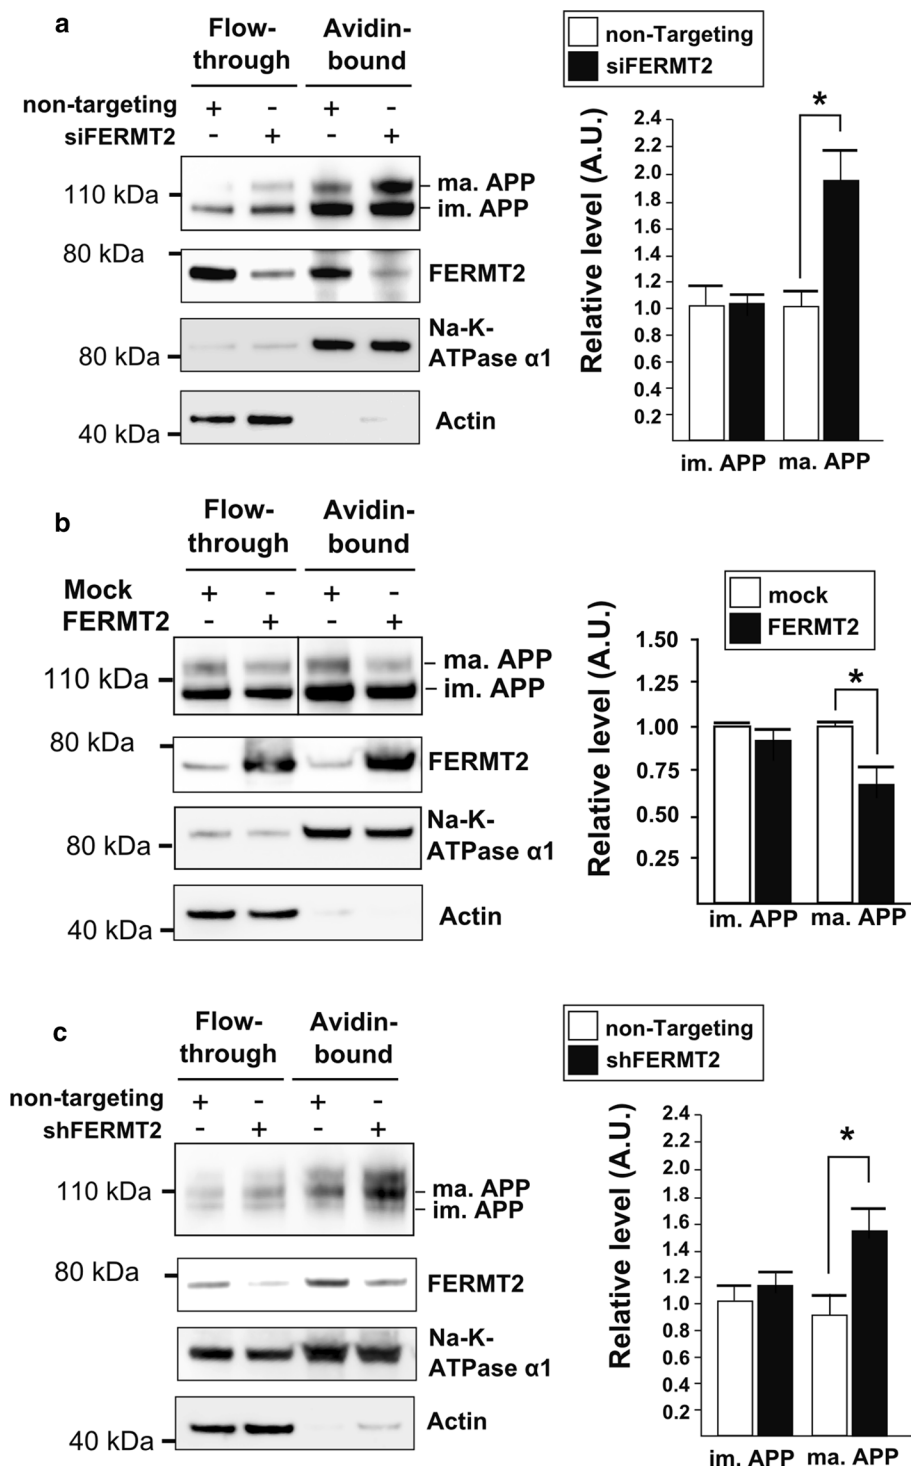 a
Flow-
through
Avidin-
bound
non-targeting + - + -
siFERMT2 - + - +
110 kDa
ma. APP
im. APP
80 kDa
FERMT2
80 kDa
Na-K-
ATPase α1
40 kDa
Actin
non-Targeting
siFERMT2
Relative level (A.U.)
2.4
2.2
2.0
1.8
1.6
1.4
1.2
1.0
0.8
0.6
0.4
0.2
*
im. APP ma. APP
b
Flow-
through
Avidin-
bound
Mock + - + -
FERMT2 - + - +
110 kDa
ma. APP
im. APP
80 kDa
FERMT2
80 kDa
Na-K-
ATPase α1
40 kDa
Actin
mock
FERMT2
Relative level (A.U.)
1.50
1.25
1.00
0.75
0.50
0.25
*
im. APP ma. APP
c
Flow-
through
Avidin-
bound
non-targeting + - + -
shFERMT2 - + - +
110 kDa
ma. APP
im. APP
80 kDa
FERMT2
Na-K-
ATPase α1
40 kDa
Actin
non-Targeting
shFERMT2
Relative level (A.U.)
2.4
2.2
2.0
1.8
1.6
1.4
1.2
1.0
0.8
0.6
0.4
0.2
*
im. APP ma. APP